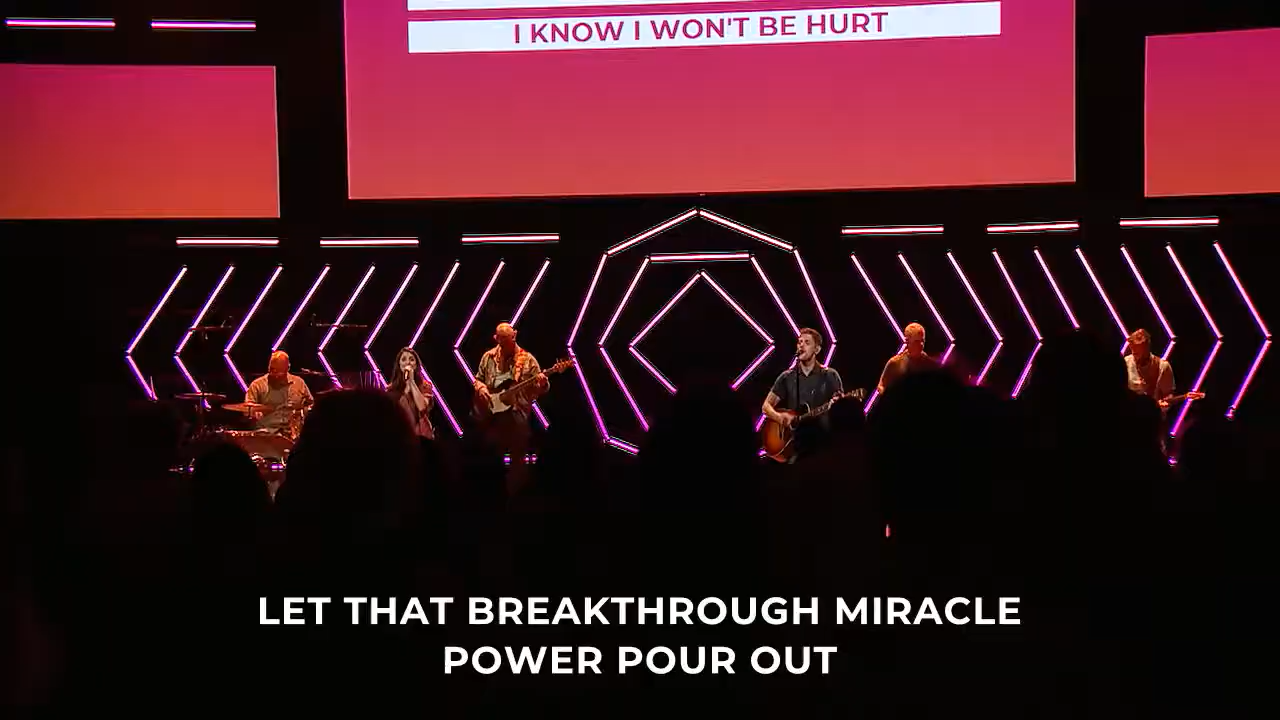 I KNOW I WON'T BE HURT
LET THAT BREAKTHROUGH MIRACLE
POWER POUR OUT